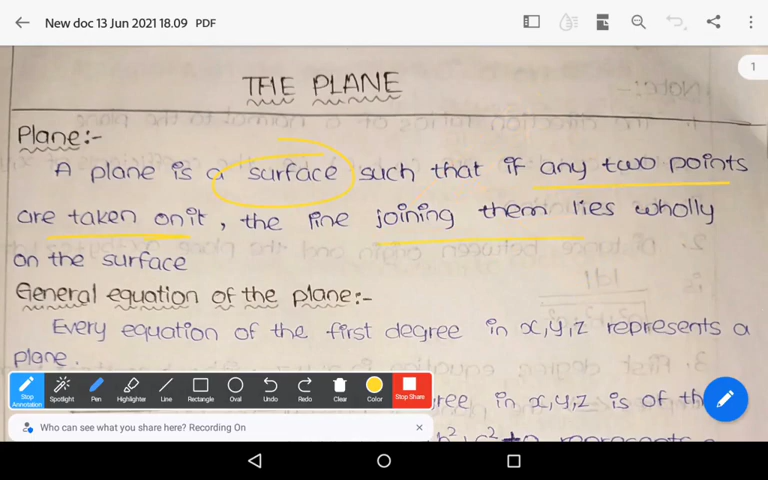 New doc 13 Jun 2021 18.09 PDF
1
THE PLANE
Plane:-
A plane is a surface such that if any two points
are taken on it, the line joining them lies wholly
on the surface
General equation of the plane:-
Every equation of the first degree in x,y,z represents a
plane.
Stop Annotation Spotlight Pen Highlighter Line Rectangle Oval Undo Redo Clear Color Stop Share
in x,y,z is of
Who can see what you share here? Recording On